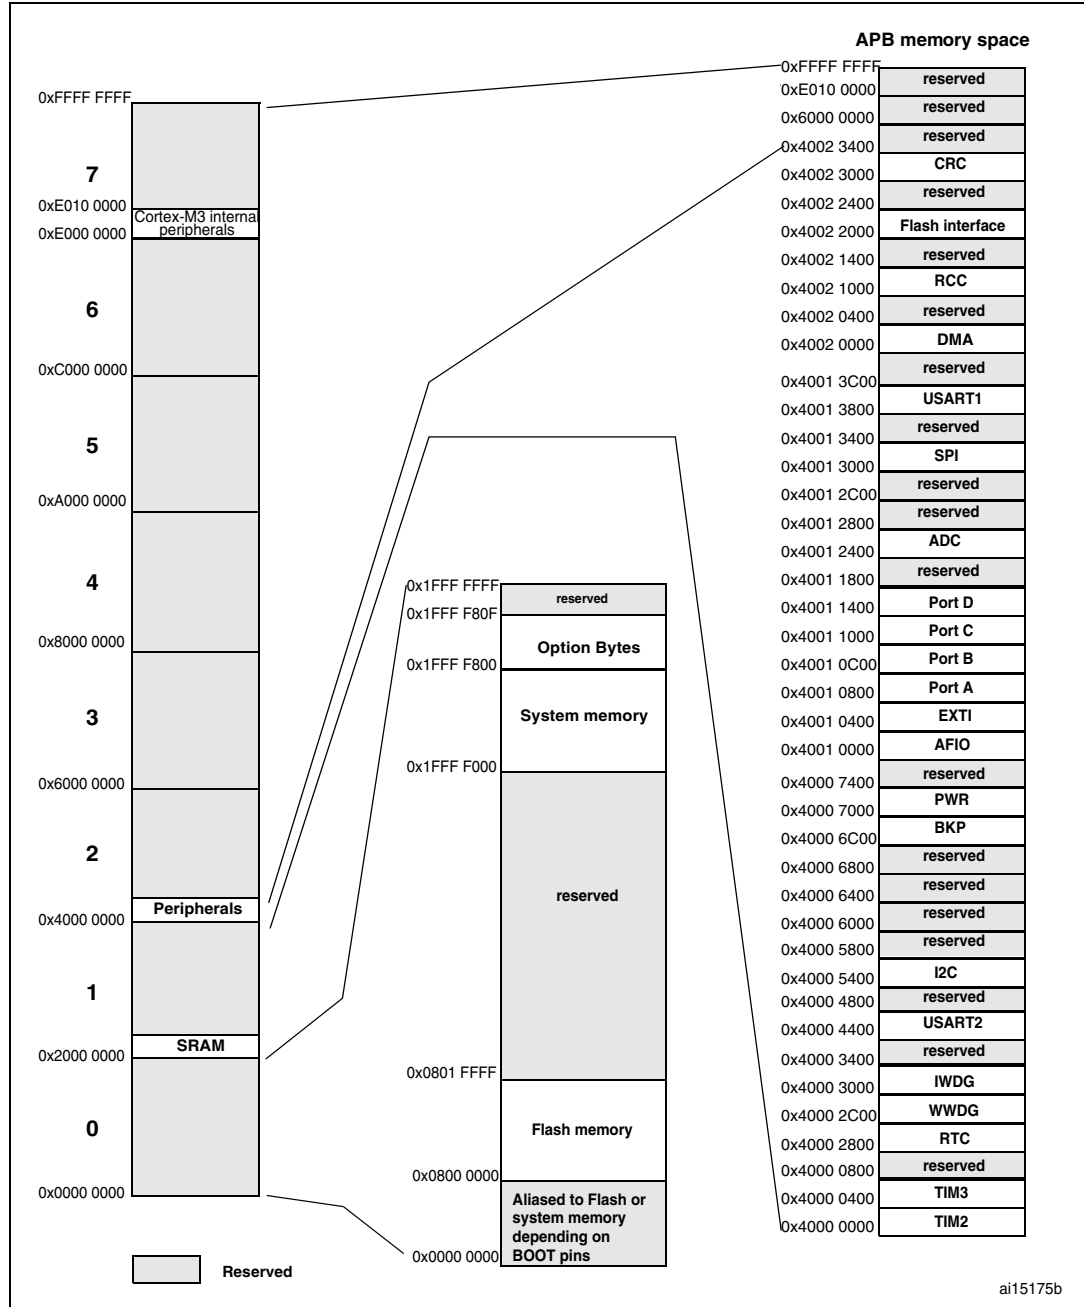 APB memory space
0xFFFF FFFF
reserved
0xE010 0000
reserved
0x6000 0000
reserved
0x4002 3400
CRC
0x4002 3000
reserved
0x4002 2400
Flash interface
0x4002 2000
reserved
0x4002 1400
RCC
0x4002 1000
reserved
0x4002 0400
DMA
0x4002 0000
reserved
0x4001 3C00
USART1
0x4001 3800
reserved
0x4001 3400
SPI
0x4001 3000
reserved
0x4001 2C00
reserved
0x4001 2800
ADC
0x4001 2400
reserved
0x4001 1800
Port D
0x4001 1400
Port C
0x4001 1000
Port B
0x4001 0C00
Port A
0x4001 0800
EXTI
0x4001 0400
AFIO
0x4001 0000
reserved
0x4000 7400
PWR
0x4000 7000
BKP
0x4000 6C00
reserved
0x4000 6800
reserved
0x4000 6400
reserved
0x4000 6000
reserved
0x4000 5800
I2C
0x4000 5400
reserved
0x4000 4800
USART2
0x4000 4400
reserved
0x4000 3400
IWDG
0x4000 3000
WWDG
0x4000 2C00
RTC
0x4000 2800
reserved
0x4000 0800
TIM3
0x4000 0400
TIM2
0x4000 0000
0xFFFF FFFF
7
0xE010 0000
Cortex-M3 internal
peripherals
0xE000 0000
6
0xC000 0000
5
0xA000 0000
4
0x8000 0000
3
0x6000 0000
2
Peripherals
0x4000 0000
1
SRAM
0x2000 0000
0
0x0000 0000
0x1FFF FFFF
reserved
0x1FFF F80F
Option Bytes
0x1FFF F800
System memory
0x1FFF F000
reserved
0x0801 FFFF
Flash memory
0x0800 0000
Aliased to Flash or
system memory
depending on
BOOT pins
0x0000 0000
Reserved
ai15175b